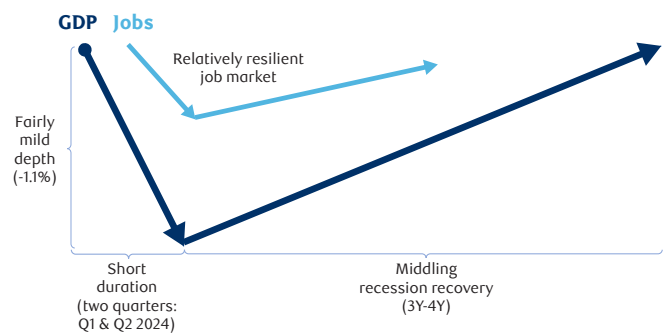 GDP Jobs
Relatively resilient
job market
Fairly
mild
depth
(-1.1%)
Short
duration
(two quarters:
Q1 & Q2 2024)
Middling
recession recovery
(3Y-4Y)